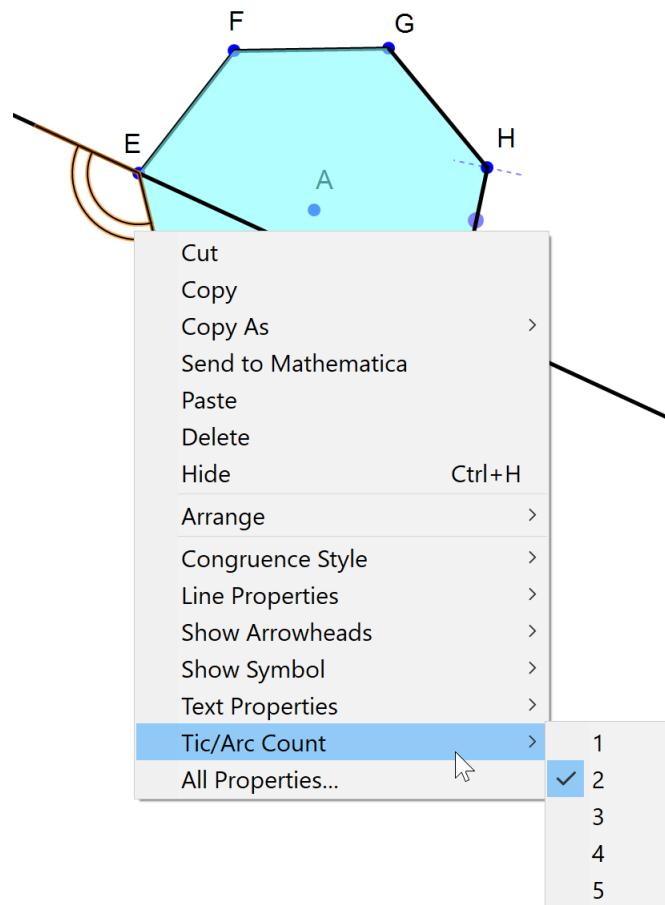 F
G
E
H
A
Cut
Copy
Copy As
Send to Mathematica
Paste
Delete
Hide Ctrl+H
Arrange
Congruence Style
Line Properties
Show Arrowheads
Show Symbol
Text Properties
Tic/Arc Count
All Properties...
1
2
3
4
5